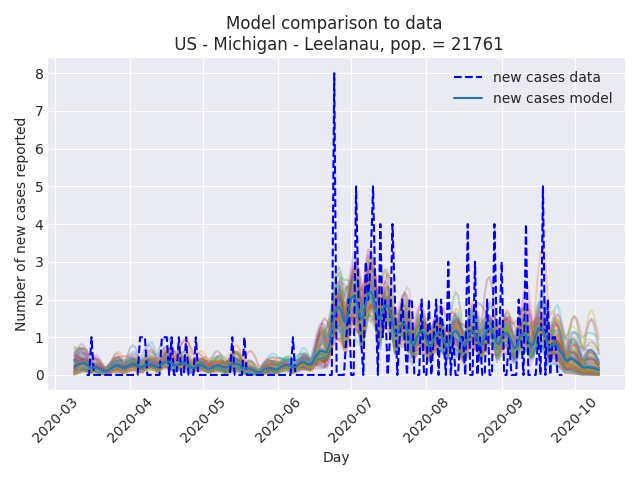 Model comparison to data
US - Michigan - Leelanau, pop. = 21761
new cases data
new cases model
Number of new cases reported
8
7
6
5
4
3
2
1
0
2020-03
2020-04
2020-05
2020-06
2020-07
2020-08
2020-09
2020-10
Day